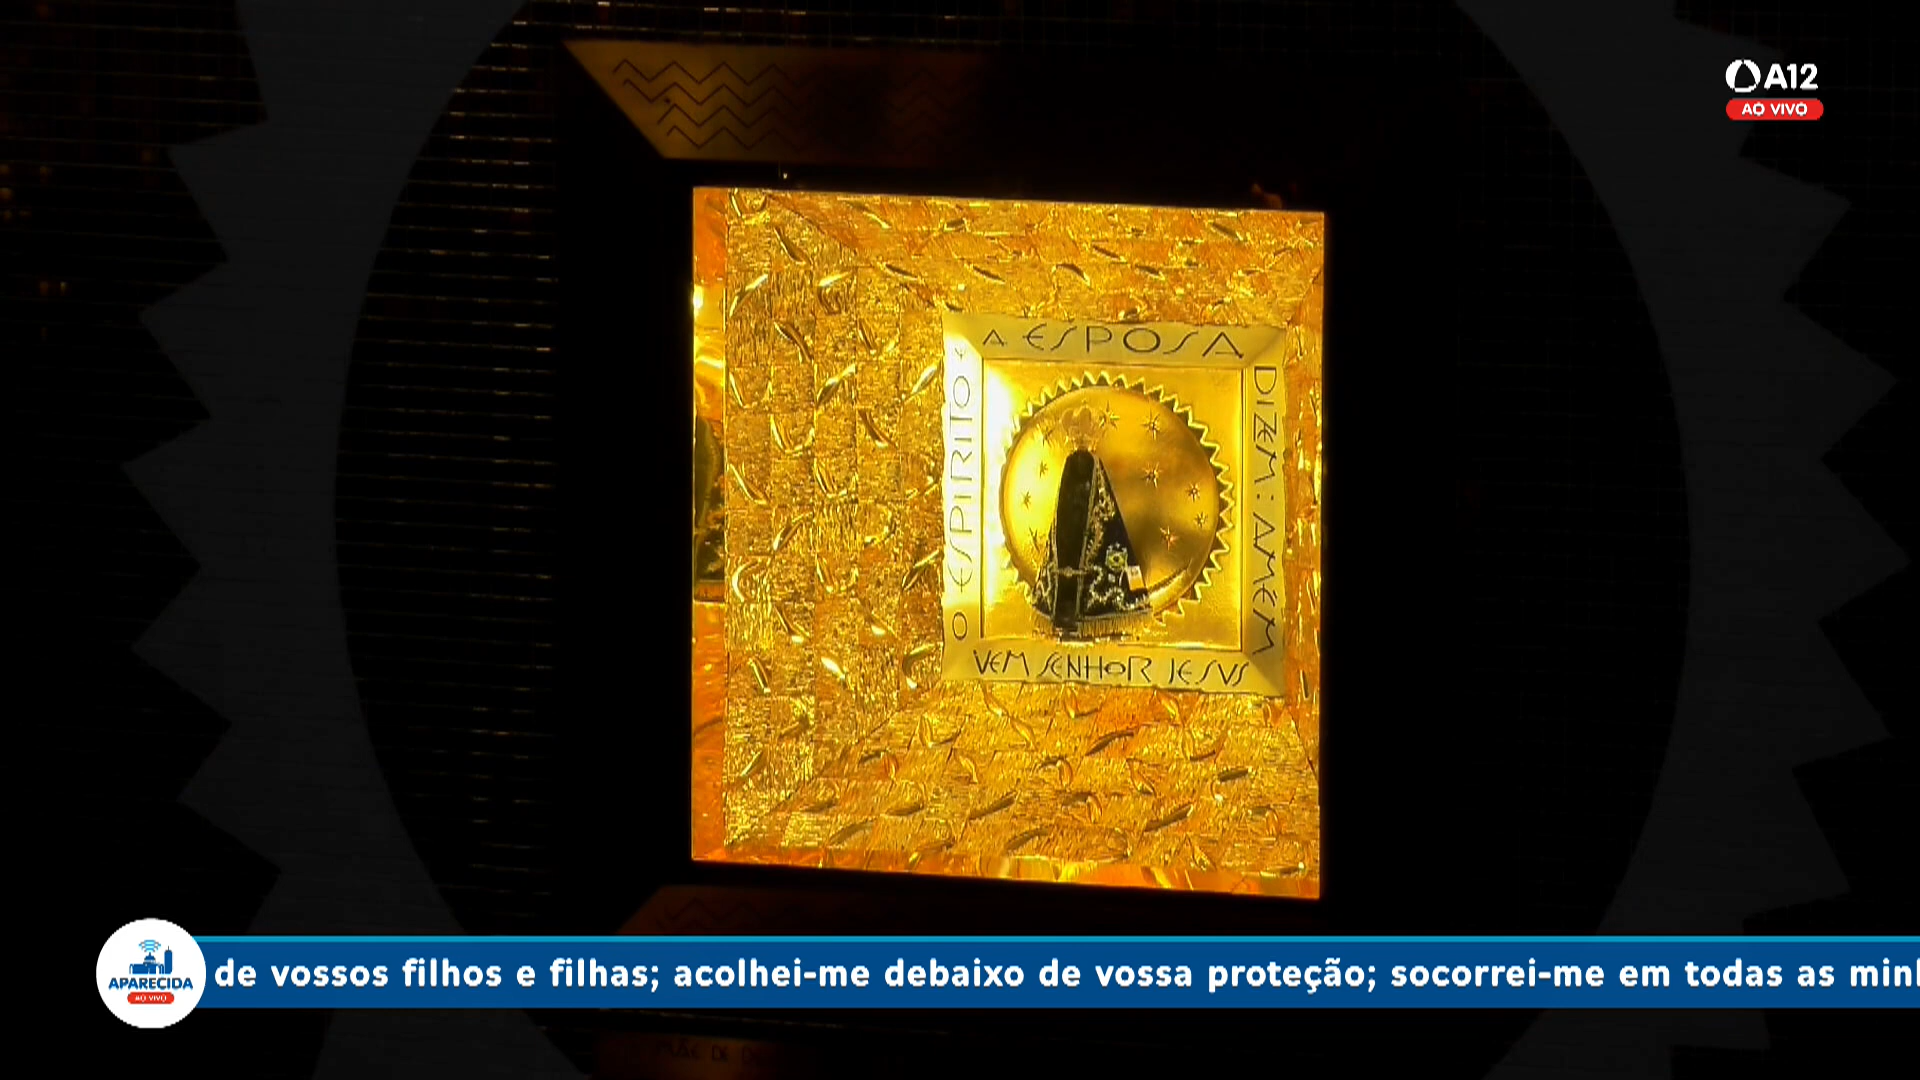 A12
AO VIVO
O ESPIRITO E
A ESPOSA
DIZEM: AMÉM
VEM SENHOR JESUS
APARECIDA
AO VIVO
de vossos filhos e filhas; acolhei-me debaixo de vossa proteção; socorrei-me em todas as